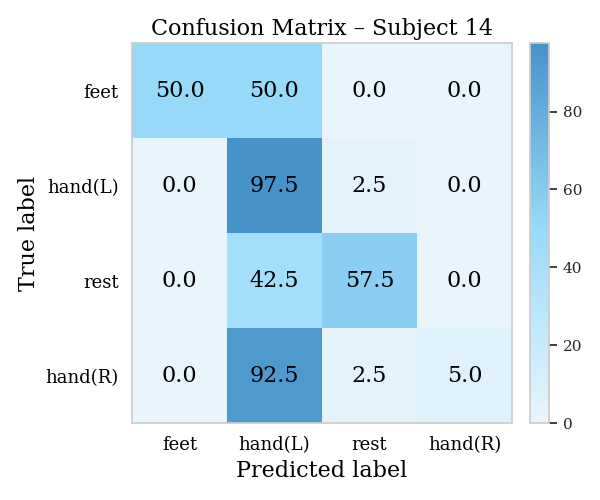 Confusion Matrix – Subject 14
feet 50.0 50.0 0.0 0.0
hand(L) 0.0 97.5 2.5 0.0
rest 0.0 42.5 57.5 0.0
hand(R) 0.0 92.5 2.5 5.0
feet hand(L) rest hand(R)
Predicted label
True label
80
60
40
20
0